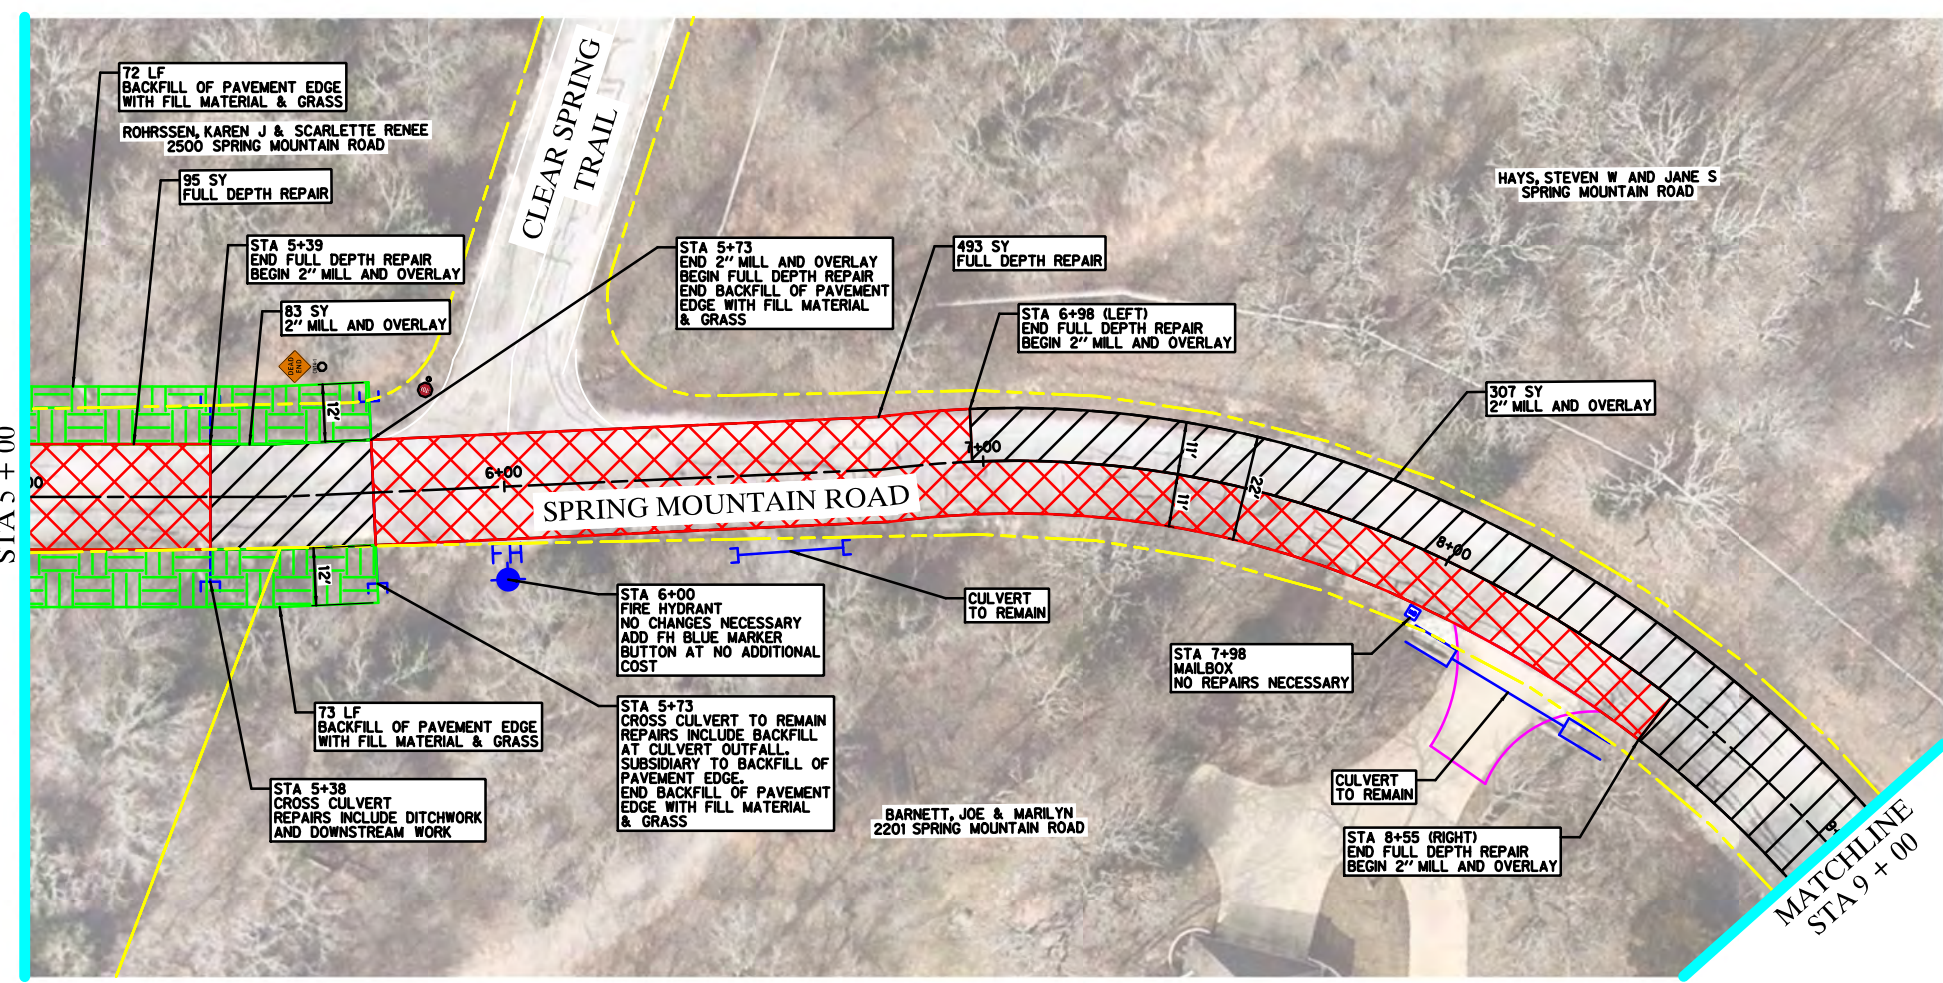 72 LF
BACKFILL OF PAVEMENT EDGE
WITH FILL MATERIAL & GRASS
ROHRSSEN, KAREN J & SCARLETTE RENEE
2500 SPRING MOUNTAIN ROAD
95 SY
FULL DEPTH REPAIR
STA 5+39
END FULL DEPTH REPAIR
BEGIN 2" MILL AND OVERLAY
83 SY
2" MILL AND OVERLAY
DEAD
END
CLEAR SPRING
TRAIL
STA 5+73
END 2" MILL AND OVERLAY
BEGIN FULL DEPTH REPAIR
END BACKFILL OF PAVEMENT
EDGE WITH FILL MATERIAL
& GRASS
493 SY
FULL DEPTH REPAIR
STA 6+98 (LEFT)
END FULL DEPTH REPAIR
BEGIN 2" MILL AND OVERLAY
HAYS, STEVEN W AND JANE S
SPRING MOUNTAIN ROAD
307 SY
2" MILL AND OVERLAY
12'
STA 5 + 00
00
6+00
7+00
11'
11'
22'
8+00
SPRING MOUNTAIN ROAD
12'
FH
STA 6+00
FIRE HYDRANT
NO CHANGES NECESSARY
ADD FH BLUE MARKER
BUTTON AT NO ADDITIONAL
COST
CULVERT
TO REMAIN
STA 7+98
MAILBOX
NO REPAIRS NECESSARY
73 LF
BACKFILL OF PAVEMENT EDGE
WITH FILL MATERIAL & GRASS
STA 5+73
CROSS CULVERT TO REMAIN
REPAIRS INCLUDE BACKFILL
AT CULVERT OUTFALL.
SUBSIDIARY TO BACKFILL OF
PAVEMENT EDGE.
END BACKFILL OF PAVEMENT
EDGE WITH FILL MATERIAL
& GRASS
STA 5+38
CROSS CULVERT
REPAIRS INCLUDE DITCHWORK
AND DOWNSTREAM WORK
BARNETT, JOE & MARILYN
2201 SPRING MOUNTAIN ROAD
CULVERT
TO REMAIN
STA 8+55 (RIGHT)
END FULL DEPTH REPAIR
BEGIN 2" MILL AND OVERLAY
MATCHLINE
STA 9 + 00